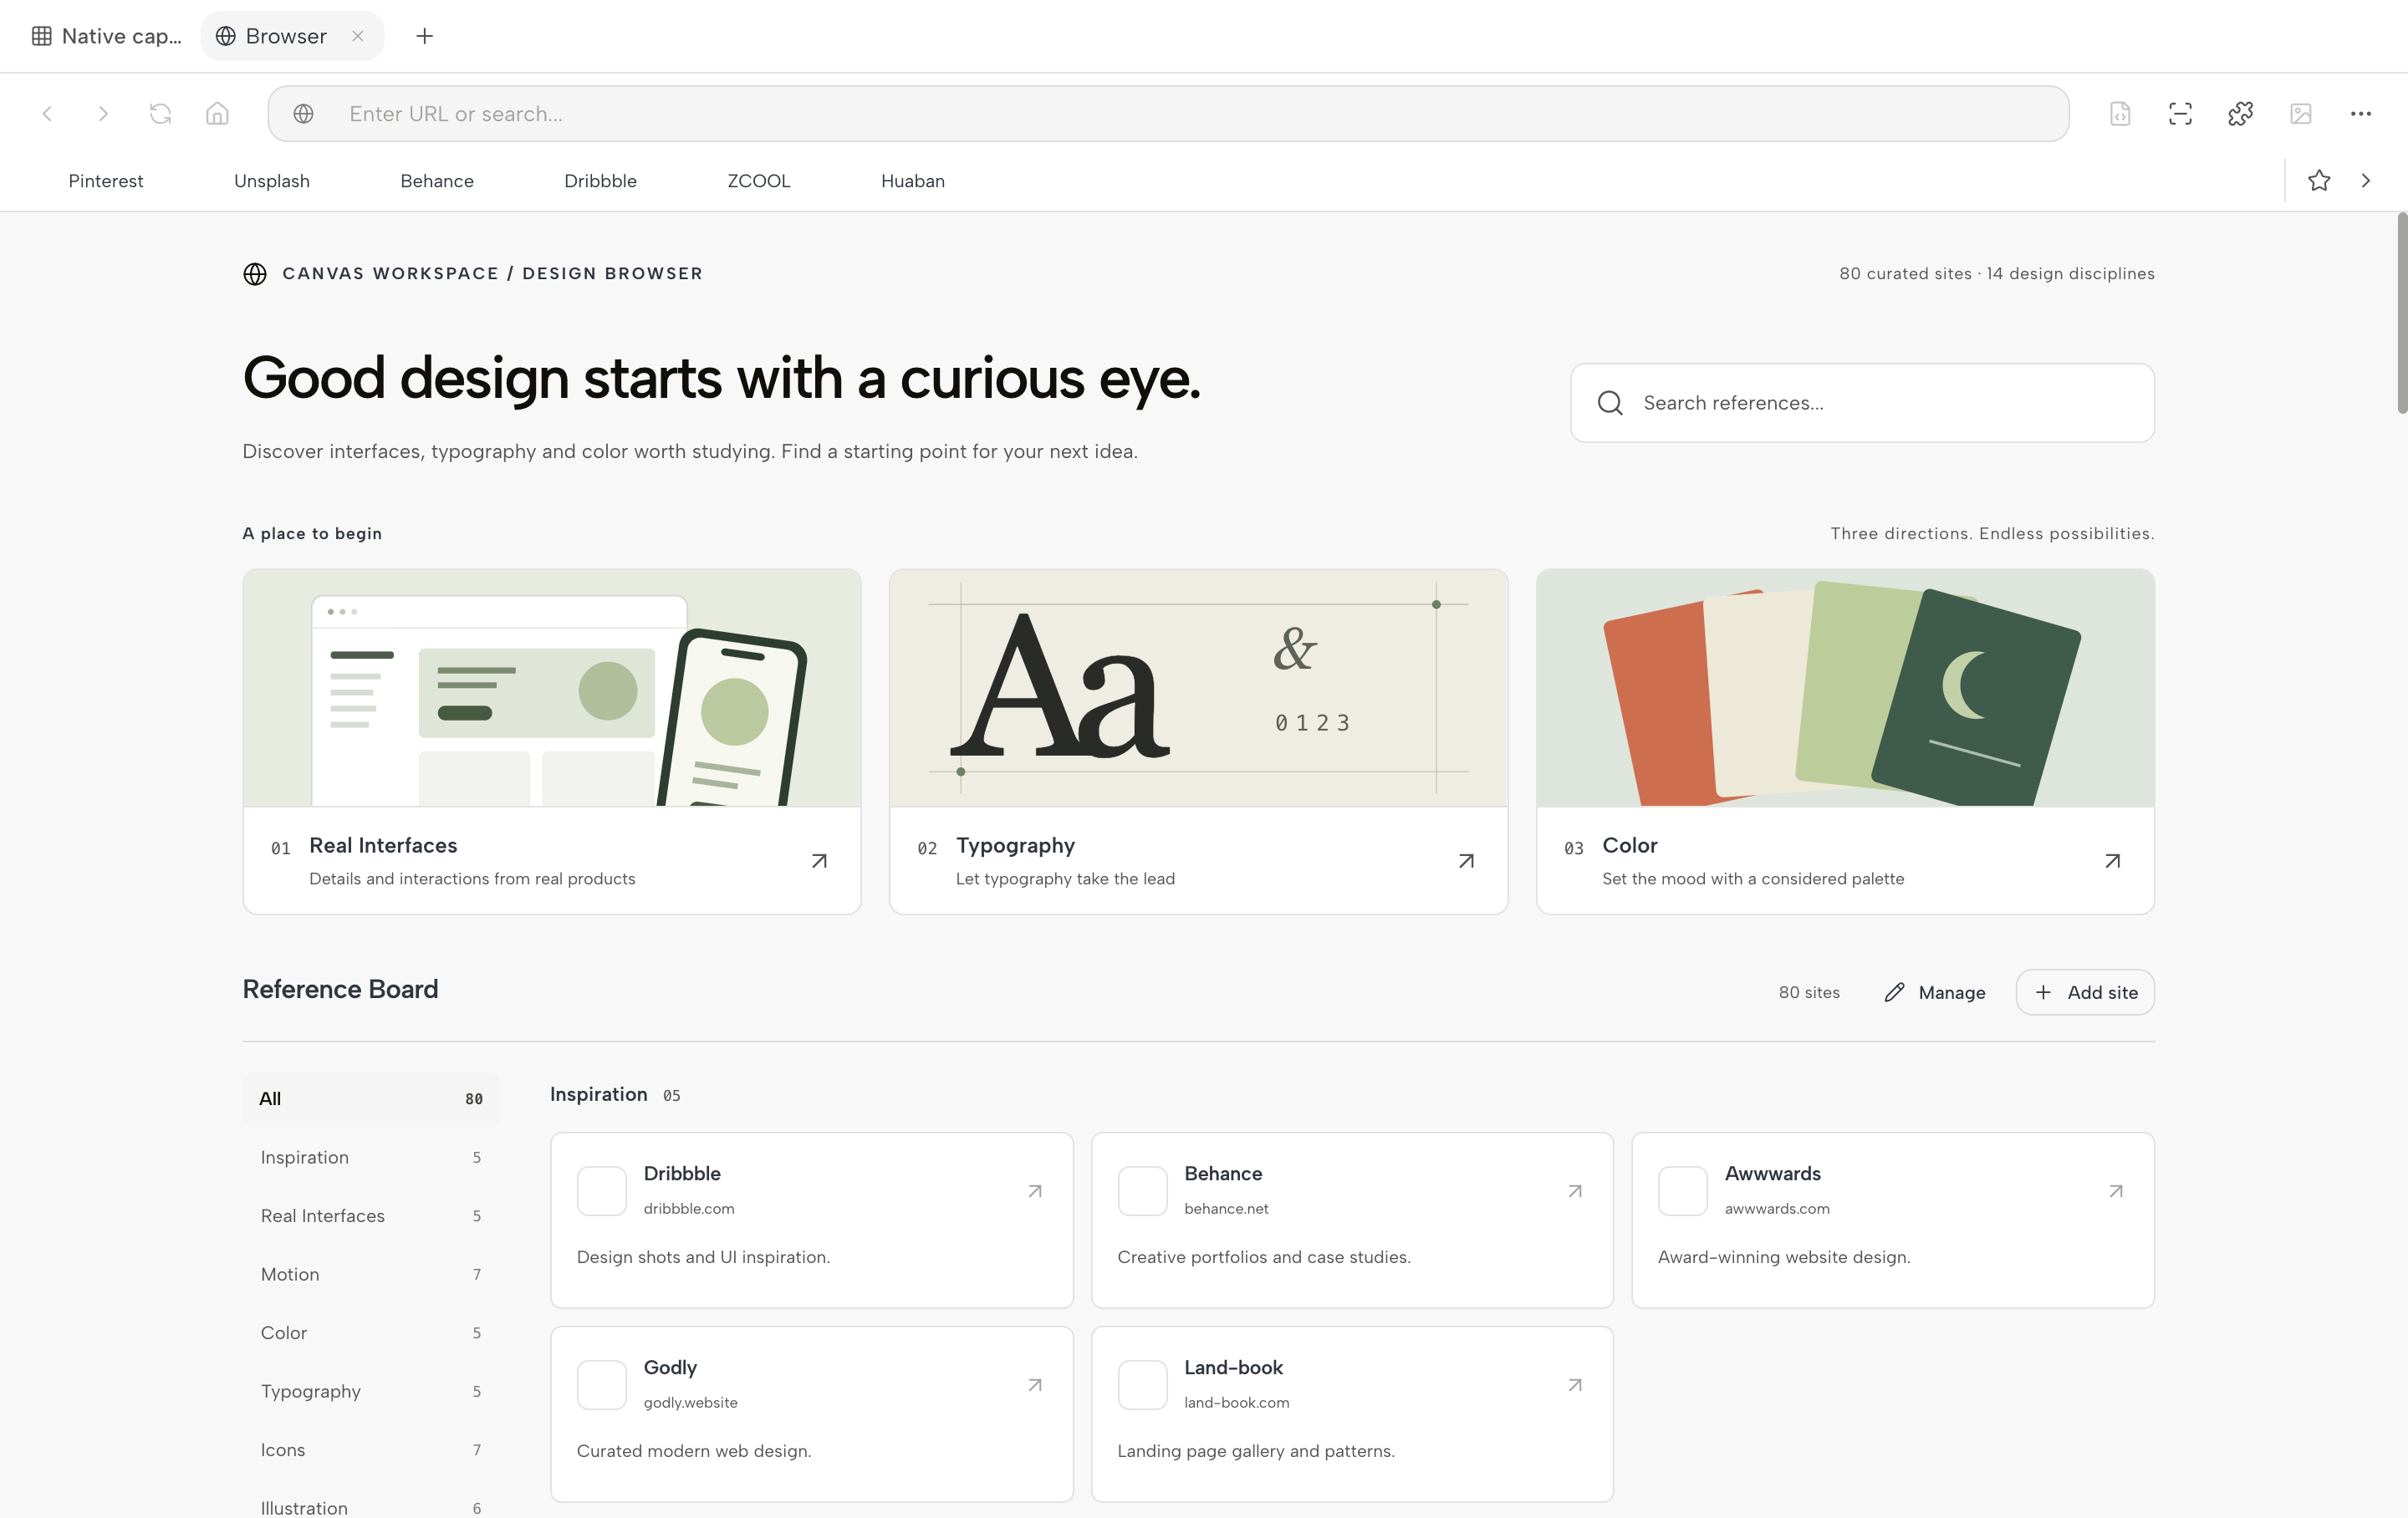 Native cap...
Browser
Enter URL or search...
Pinterest
Unsplash
Behance
Dribbble
ZCOOL
Huaban
CANVAS WORKSPACE / DESIGN BROWSER
80 curated sites · 14 design disciplines
Good design starts with a curious eye.
Search references...
Discover interfaces, typography and color worth studying. Find a starting point for your next idea.
A place to begin
Three directions. Endless possibilities.
Aa
&
0123
01 Real Interfaces
Details and interactions from real products
02 Typography
Let typography take the lead
03 Color
Set the mood with a considered palette
Reference Board
80 sites
Manage
Add site
All 80
Inspiration 5
Real Interfaces 5
Motion 7
Color 5
Typography 5
Icons 7
Illustration 6
Inspiration 05
Dribbble
dribbble.com
Design shots and UI inspiration.
Behance
behance.net
Creative portfolios and case studies.
Awwwards
awwwards.com
Award-winning website design.
Godly
godly.website
Curated modern web design.
Land-book
land-book.com
Landing page gallery and patterns.